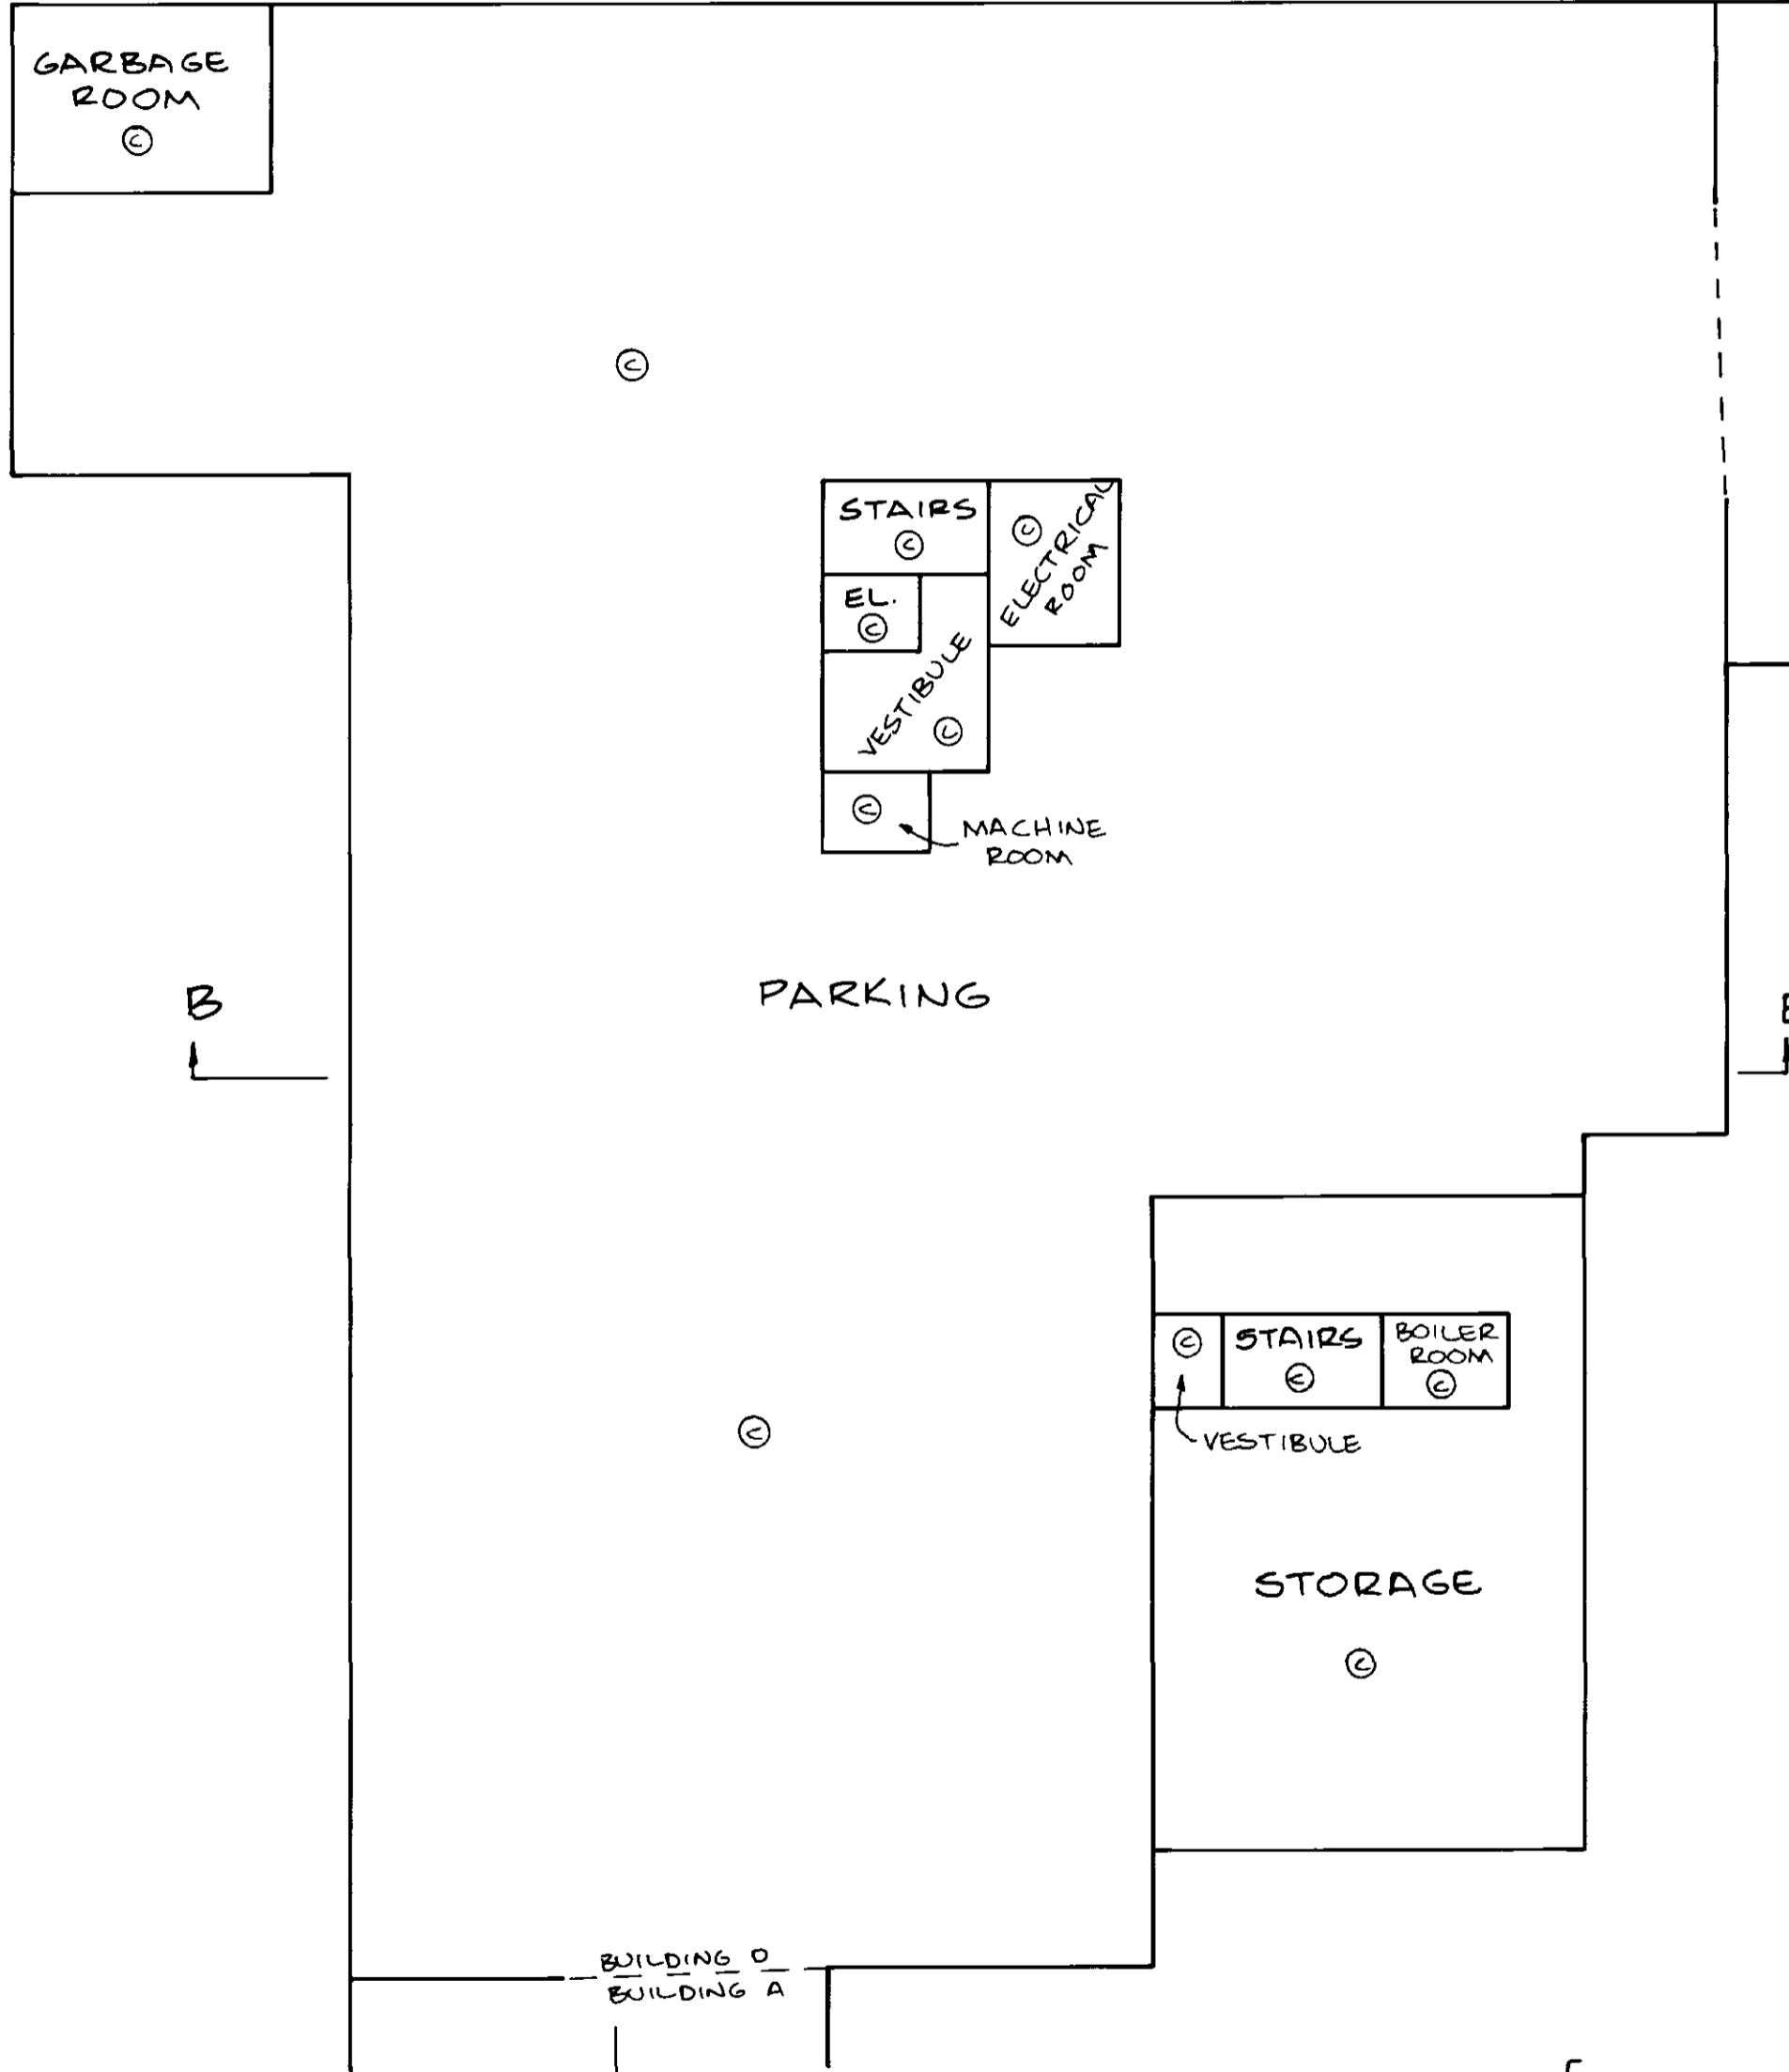 GARBAGE
ROOM
©
©
STAIRS
©
©
ELECTRICAL
ROOM
EL.
©
VESTIBULE
©
©
MACHINE
ROOM
PARKING
B
©
STAIRS
©
BOILER
ROOM
©
VESTIBULE
©
STORAGE
©
BUILDING D
BUILDING A